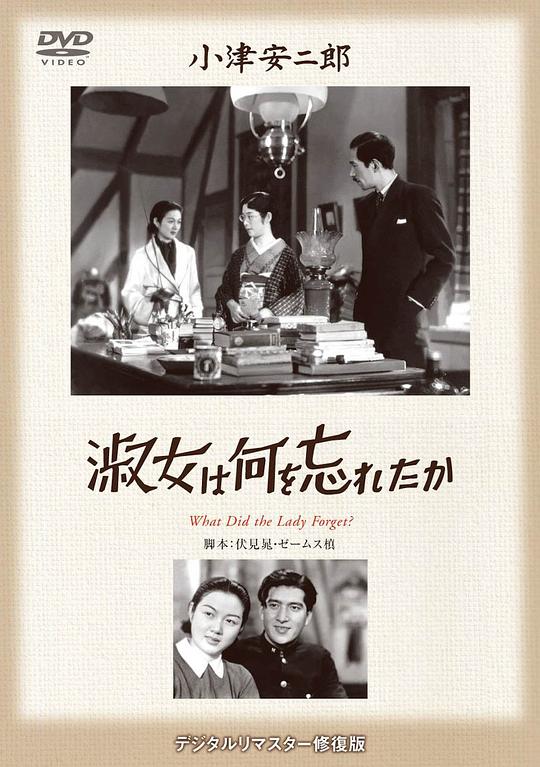 DVD
VIDEO
小津安二郎
淑女は何を忘れたか
What Did the Lady Forget?
脚本：伏見晁・ゼームス槇
デジタルリマスター修復版